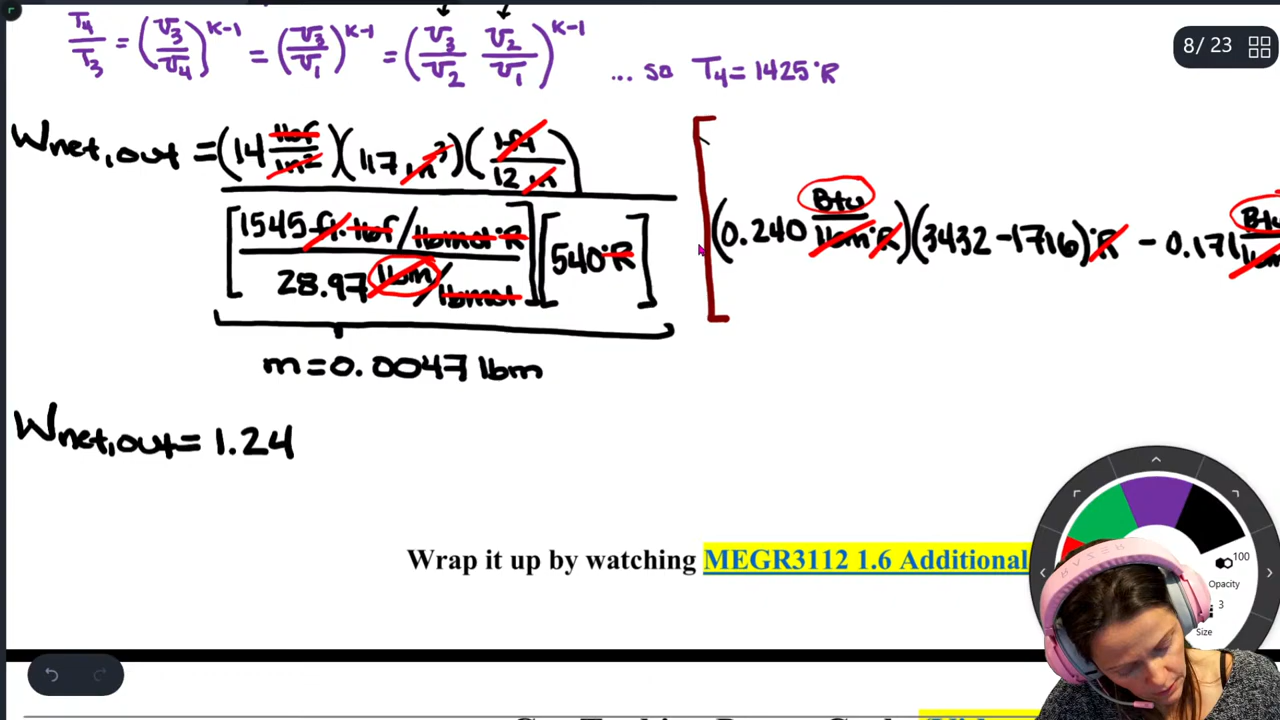 8 / 23
T4/T3 = (v3/v4)^k-1 = (v3/v1)^k-1 = (v3/v2 v2/v1)^k-1 ... so T4 = 1425°R
Wnet,out = (14 lbf/in²)(117 in³)(1ft/12 in)
[1545 ft·lbf/lbmol·°R / 28.97 lbm/lbmol][540°R]
[(0.240 Btu/lbm°R)(3432-1716)°R - 0.171 Btu
m=0.0047 lbm
Wnet,out = 1.24
Wrap it up by watching MEGR3112 1.6 Additional
100
Opacity
3
Size